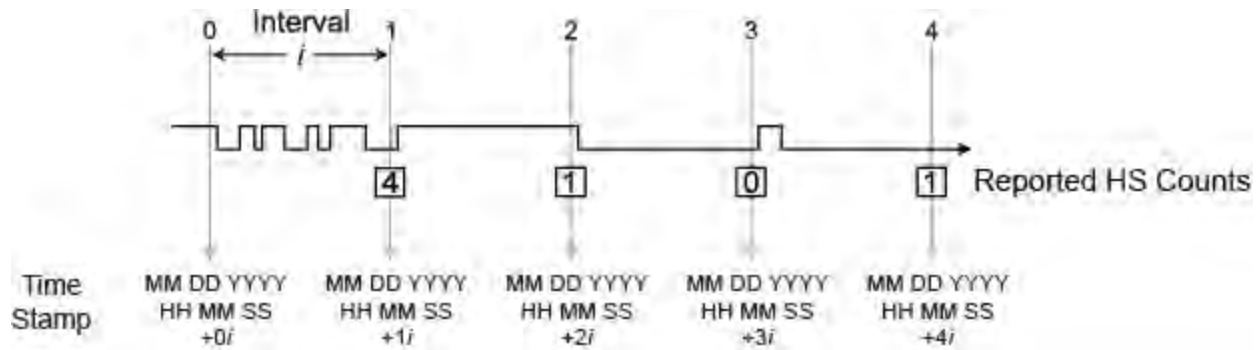 Interval
0 1 2 3 4
i
4 1 0 1 Reported HS Counts
Time MM DD YYYY MM DD YYYY MM DD YYYY MM DD YYYY MM DD YYYY
Stamp HH MM SS HH MM SS HH MM SS HH MM SS HH MM SS
+0i +1i +2i +3i +4i